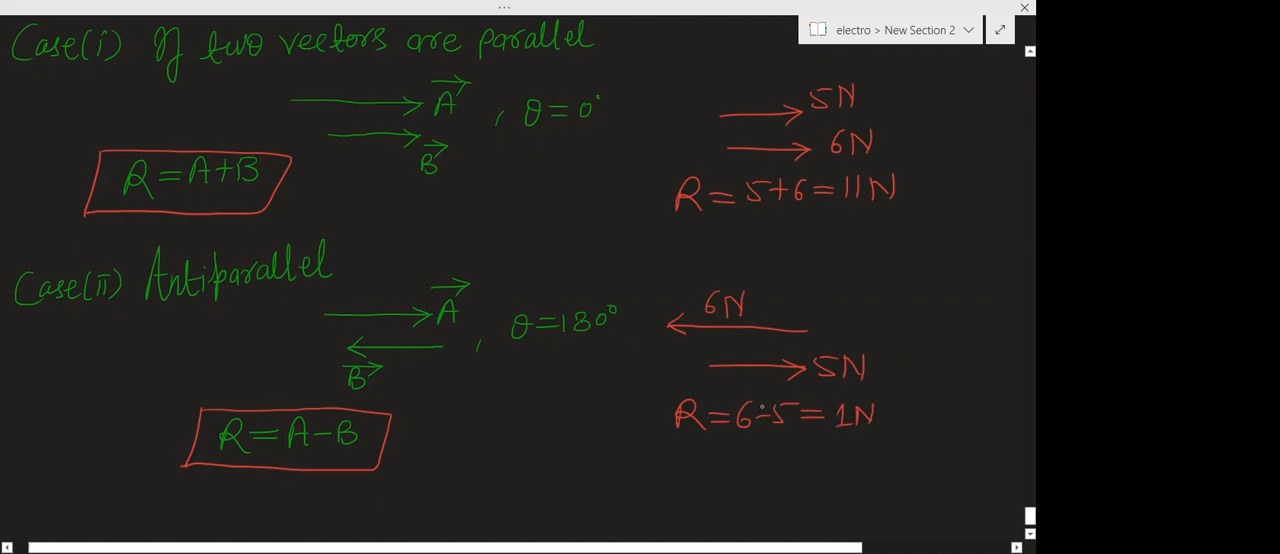 electro > New Section 2
Case(i) If two vectors are parallel
A⃗
B⃗
, θ = 0°
R = A+B
5N
6N
R = 5+6 = 11N
Case(ii) Antiparallel
A⃗
B⃗
, θ = 180°
R = A – B
6N
5N
R = 6 – 5 = 1N